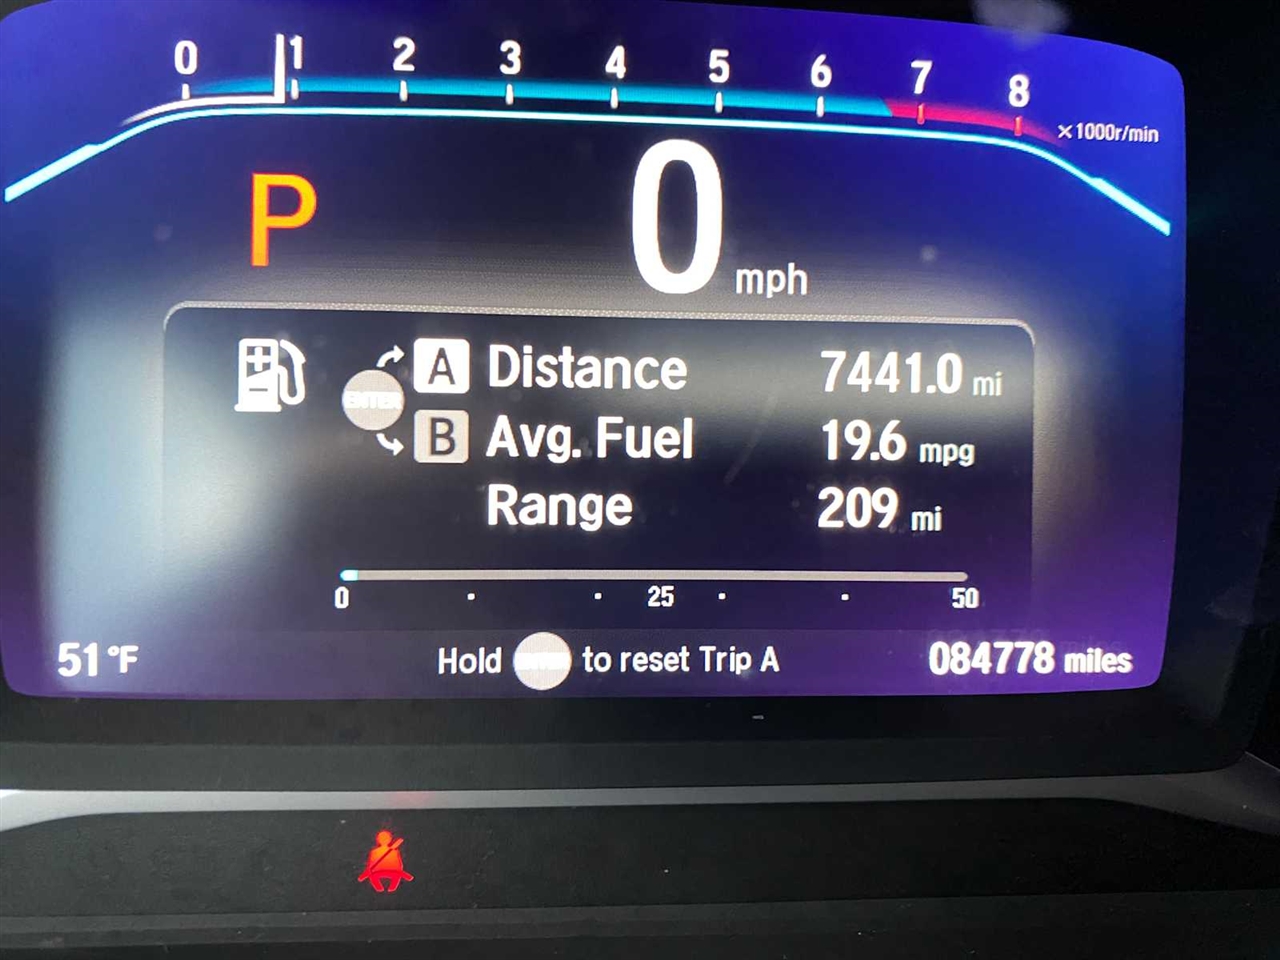 0 1 2 3 4 5 6 7 8
×1000r/min
P
0 mph
A Distance 7441.0 mi
ENTER
B Avg. Fuel 19.6 mpg
Range 209 mi
0 25 50
51°F
Hold to reset Trip A
084778 miles